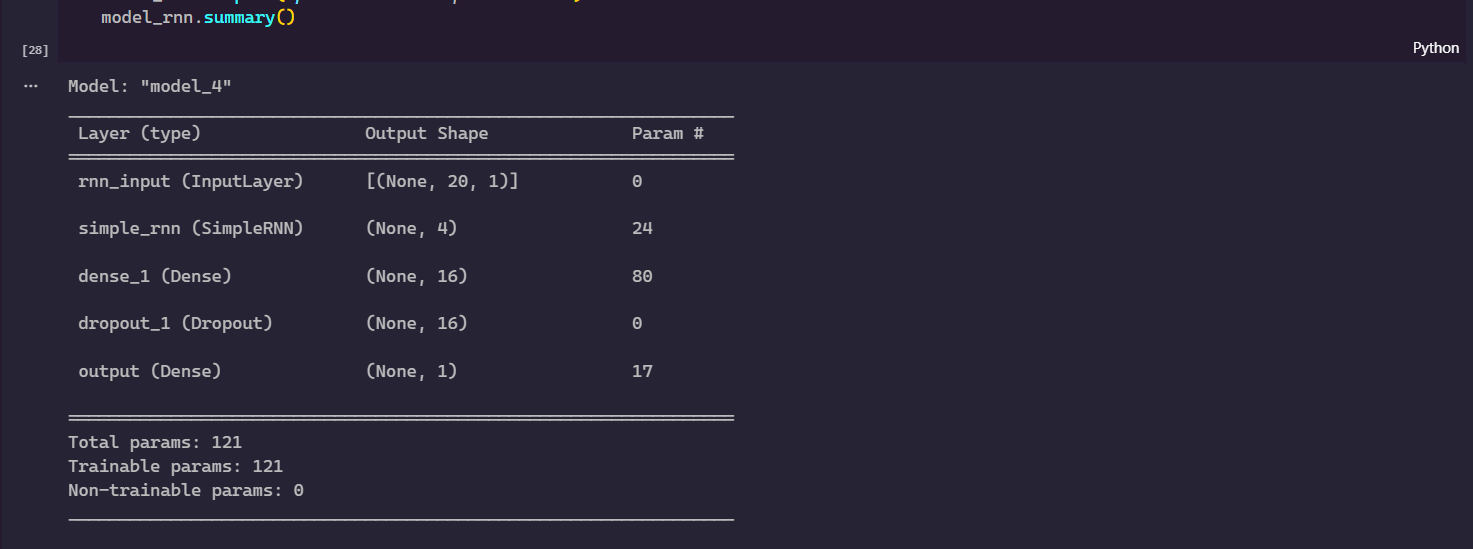 model_rnn.summary()
[28]
Python
Model: "model_4"
Layer (type) Output Shape Param #
rnn_input (InputLayer) [(None, 20, 1)] 0
simple_rnn (SimpleRNN) (None, 4) 24
dense_1 (Dense) (None, 16) 80
dropout_1 (Dropout) (None, 16) 0
output (Dense) (None, 1) 17
Total params: 121
Trainable params: 121
Non-trainable params: 0